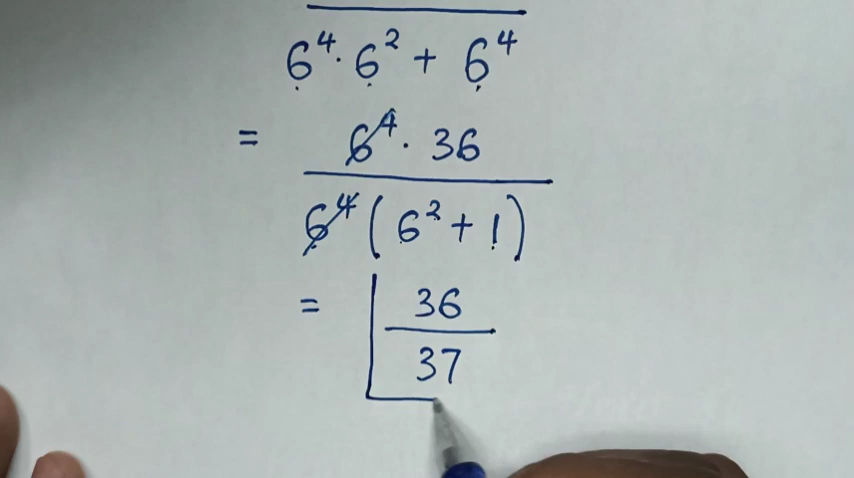 6⁴·6² + 6⁴
= 6⁴·36
6⁴(6² + 1)
= 36
37